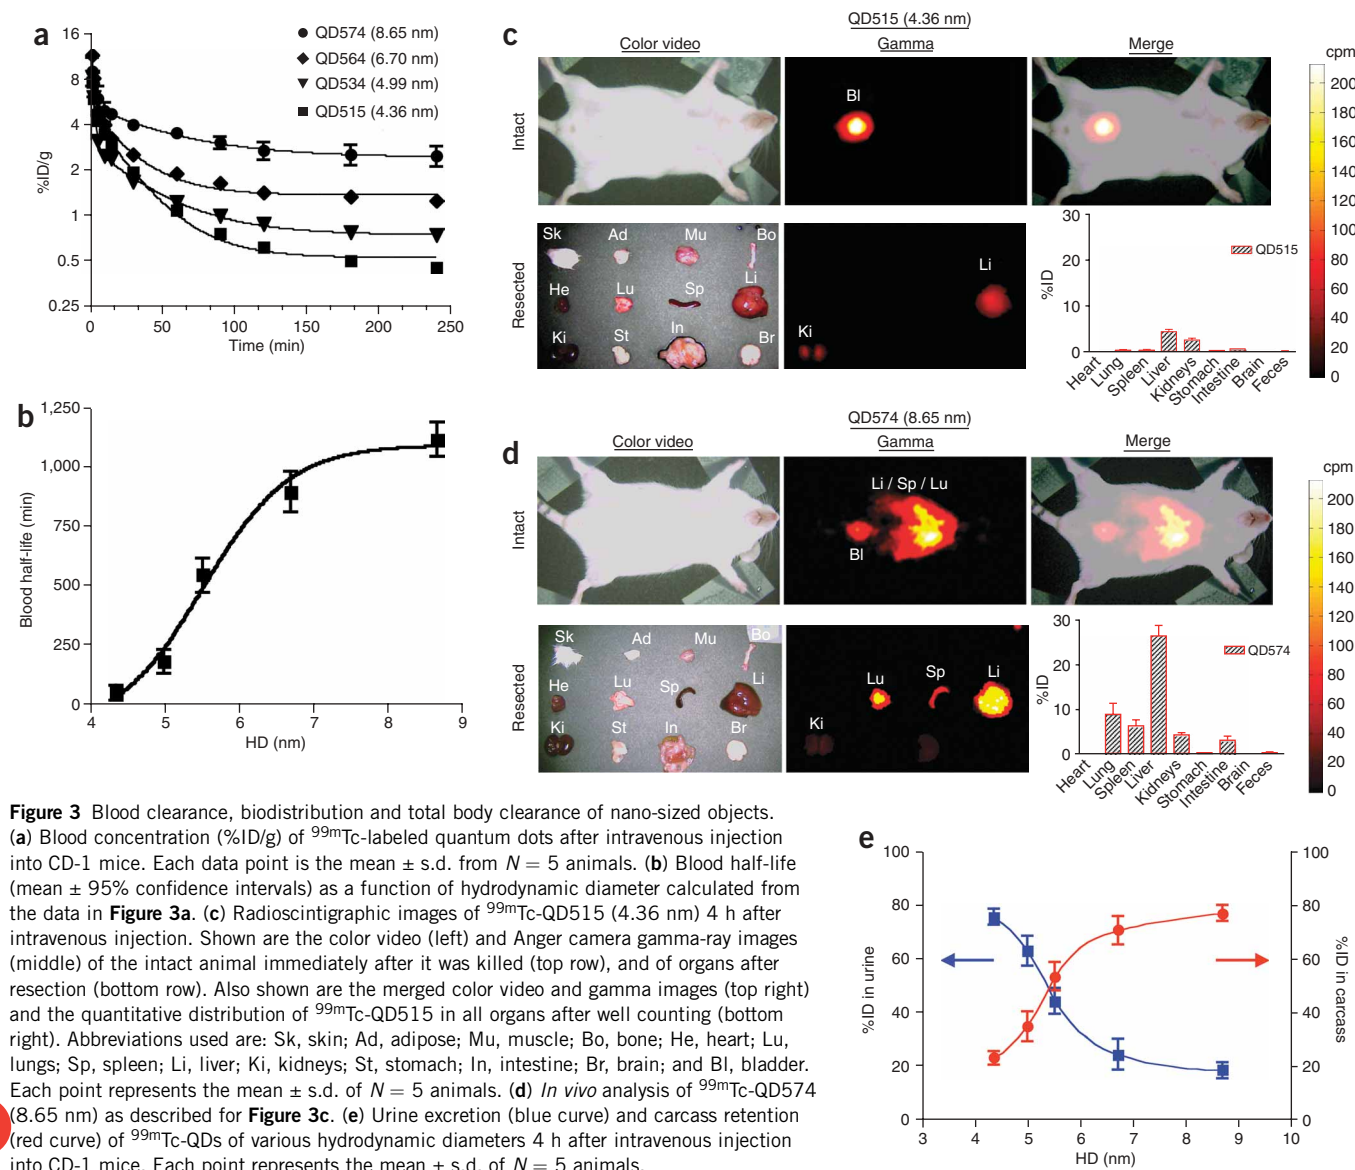 a
16
8
4
2
1
0.5
0.25
%ID/g
0
50
100
150
200
250
Time (min)
QD574 (8.65 nm)
QD564 (6.70 nm)
QD534 (4.99 nm)
QD515 (4.36 nm)
b
1,250
1,000
750
500
250
0
Blood half-life (min)
4
5
6
7
8
9
HD (nm)
c
QD515 (4.36 nm)
Color video
Gamma
Merge
Intact
Bl
Resected
Sk
Ad
Mu
Bo
He
Lu
Sp
Li
Ki
St
In
Br
Li
Ki
30
20
10
0
%ID
QD515
Heart
Lung
Spleen
Liver
Kidneys
Stomach
Intestine
Brain
Feces
cpm
200
180
160
140
120
100
80
60
40
20
0
d
QD574 (8.65 nm)
Color video
Gamma
Merge
Intact
Li / Sp / Lu
Bl
Resected
Sk
Ad
Mu
Bo
He
Lu
Sp
Li
Ki
St
In
Br
Lu
Sp
Li
Ki
30
20
10
0
%ID
QD574
Heart
Lung
Spleen
Liver
Kidneys
Stomach
Intestine
Brain
Feces
cpm
200
180
160
140
120
100
80
60
40
20
0
Figure 3 Blood clearance, biodistribution and total body clearance of nano-sized objects.
(a) Blood concentration (%ID/g) of 99mTc-labeled quantum dots after intravenous injection
into CD-1 mice. Each data point is the mean ± s.d. from N = 5 animals. (b) Blood half-life
(mean ± 95% confidence intervals) as a function of hydrodynamic diameter calculated from
the data in Figure 3a. (c) Radioscintigraphic images of 99mTc-QD515 (4.36 nm) 4 h after
intravenous injection. Shown are the color video (left) and Anger camera gamma-ray images
(middle) of the intact animal immediately after it was killed (top row), and of organs after
resection (bottom row). Also shown are the merged color video and gamma images (top right)
and the quantitative distribution of 99mTc-QD515 in all organs after well counting (bottom
right). Abbreviations used are: Sk, skin; Ad, adipose; Mu, muscle; Bo, bone; He, heart; Lu,
lungs; Sp, spleen; Li, liver; Ki, kidneys; St, stomach; In, intestine; Br, brain; and Bl, bladder.
Each point represents the mean ± s.d. of N = 5 animals. (d) In vivo analysis of 99mTc-QD574
(8.65 nm) as described for Figure 3c. (e) Urine excretion (blue curve) and carcass retention
(red curve) of 99mTc-QDs of various hydrodynamic diameters 4 h after intravenous injection
into CD-1 mice. Each point represents the mean ± s.d. of N = 5 animals.
e
100
80
60
40
20
0
%ID in urine
100
80
60
40
20
0
%ID in carcass
3
4
5
6
7
8
9
10
HD (nm)